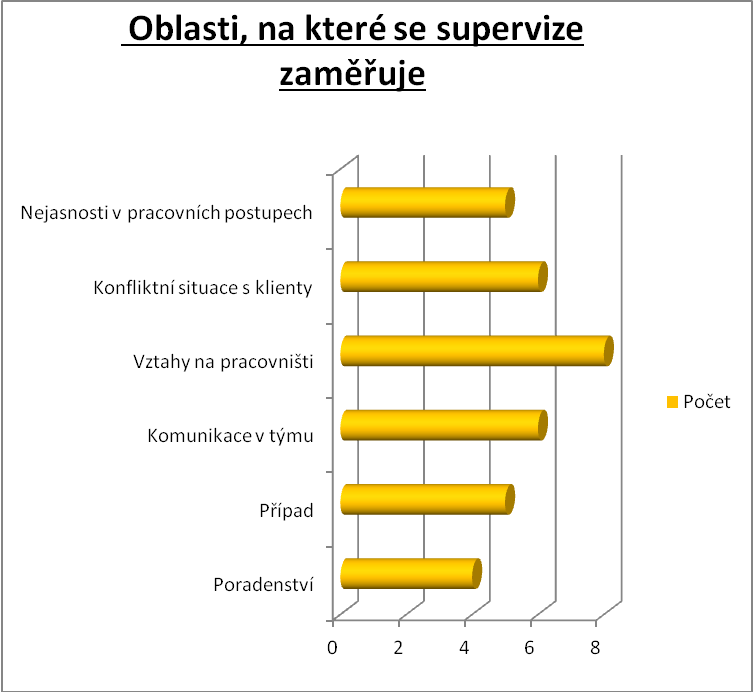 Oblasti, na které se supervize
zaměřuje
Nejasnosti v pracovních postupech
Konfliktní situace s klienty
Vztahy na pracovništi
Komunikace v týmu
Případ
Poradenství
Počet
0 2 4 6 8